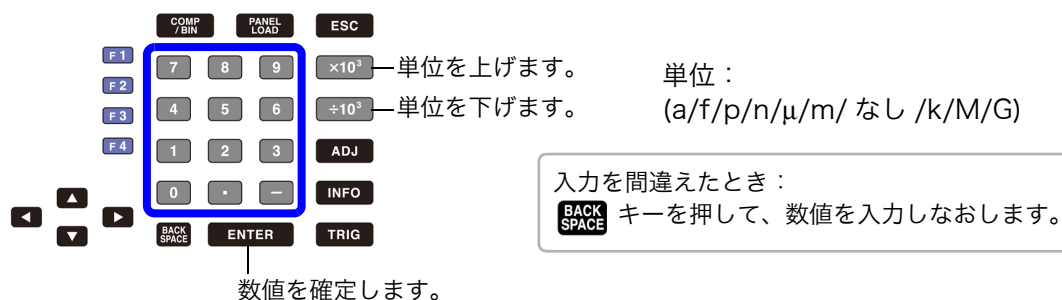 COMP
/ BIN
PANEL
LOAD
ESC
F 1
7 8 9
×10³
単位を上げます。
F 2
4 5 6
÷10³
単位を下げます。
F 3
F 4
1 2 3
ADJ
0 . −
INFO
BACK
SPACE
ENTER
TRIG
数値を確定します。
単位：
(a/f/p/n/μ/m/ なし /k/M/G)
入力を間違えたとき：
BACK
SPACE キーを押して、数値を入力しなおします。